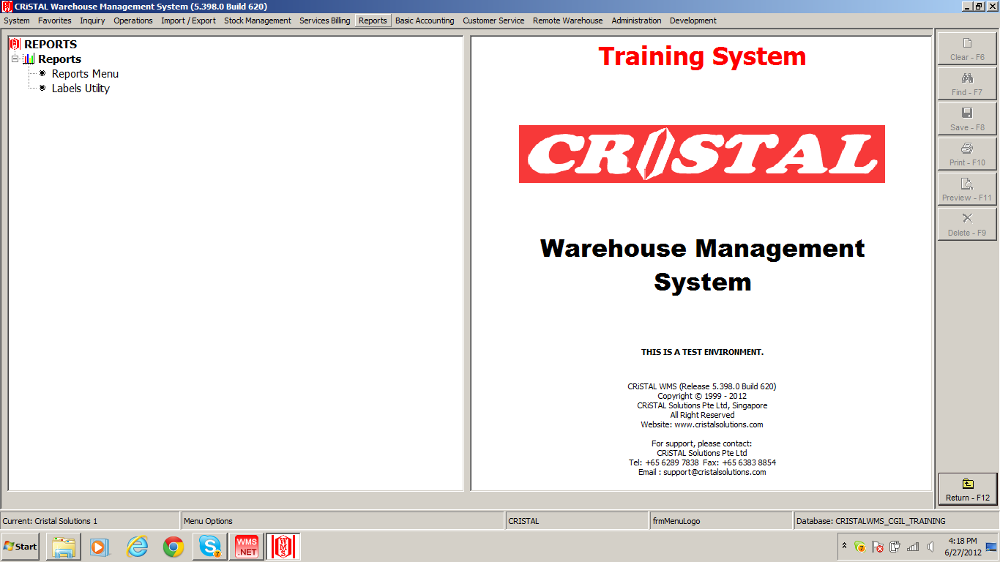 CRiSTAL Warehouse Management System (5.398.0 Build 620)
System Favorites Inquiry Operations Import / Export Stock Management Services Billing Reports Basic Accounting Customer Service Remote Warehouse Administration Development
REPORTS
Reports
Reports Menu
Labels Utility
Training System
CRISTAL
Warehouse Management
System
THIS IS A TEST ENVIRONMENT.
CRiSTAL WMS (Release 5.398.0 Build 620)
Copyright © 1999 - 2012
CRiSTAL Solutions Pte Ltd, Singapore
All Right Reserved
Website: www.cristalsolutions.com
For support, please contact:
CRiSTAL Solutions Pte Ltd
Tel: +65 6289 7838 Fax: +65 6383 8854
Email : support@cristalsolutions.com
Clear - F6
Find - F7
Save - F8
Print - F10
Preview - F11
Delete - F9
Return - F12
Current: Cristal Solutions 1
Menu Options
CRISTAL
frmMenuLogo
Database: CRISTALWMS_CGIL_TRAINING
Start
WMS
.NET
WMS
4:18 PM
6/27/2012